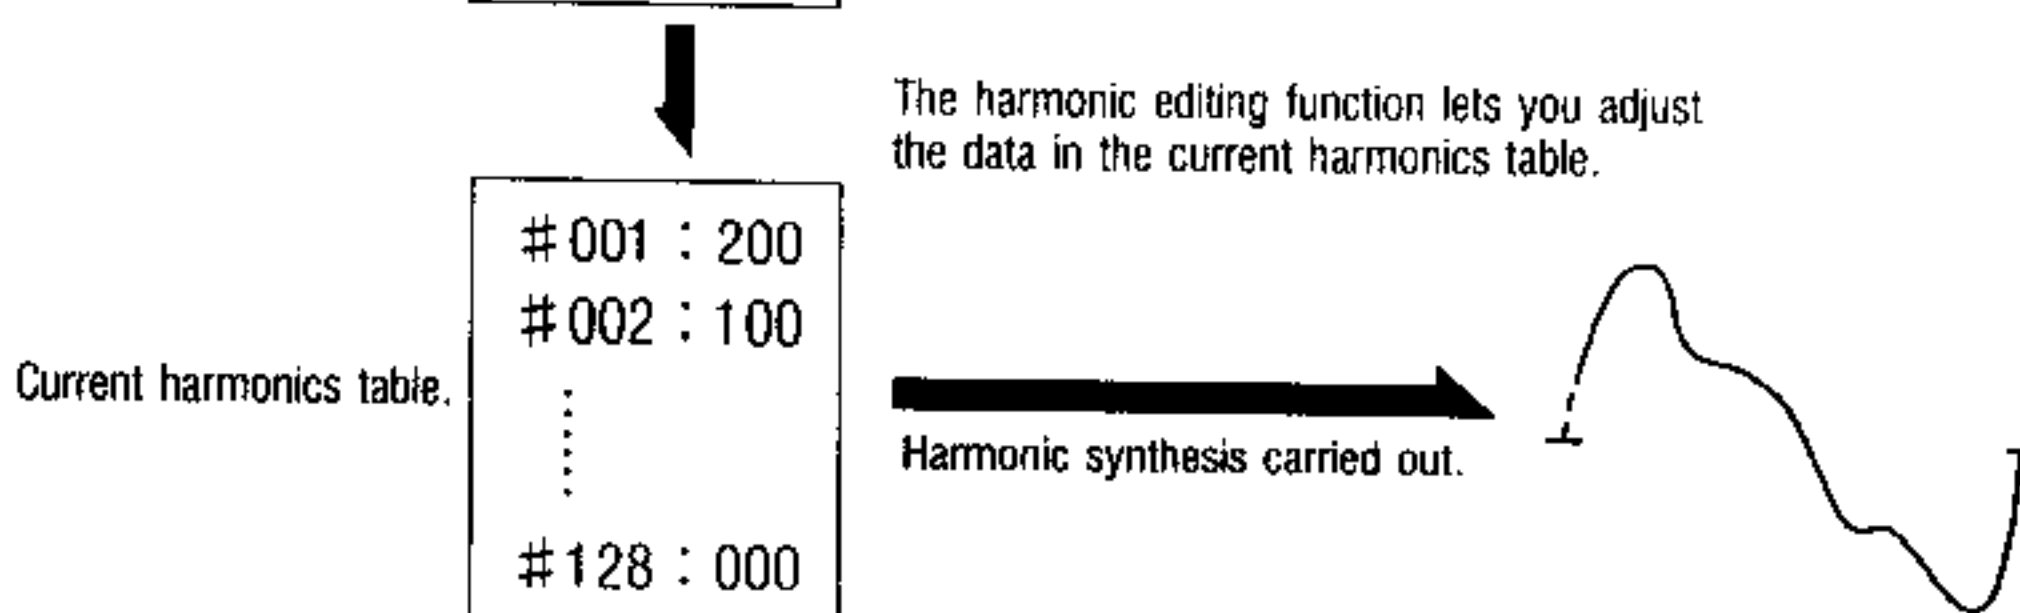 The harmonic editing function lets you adjust
the data in the current harmonics table.
#001 : 200
#002 : 100
Current harmonics table.
Harmonic synthesis carried out.
#128 : 000